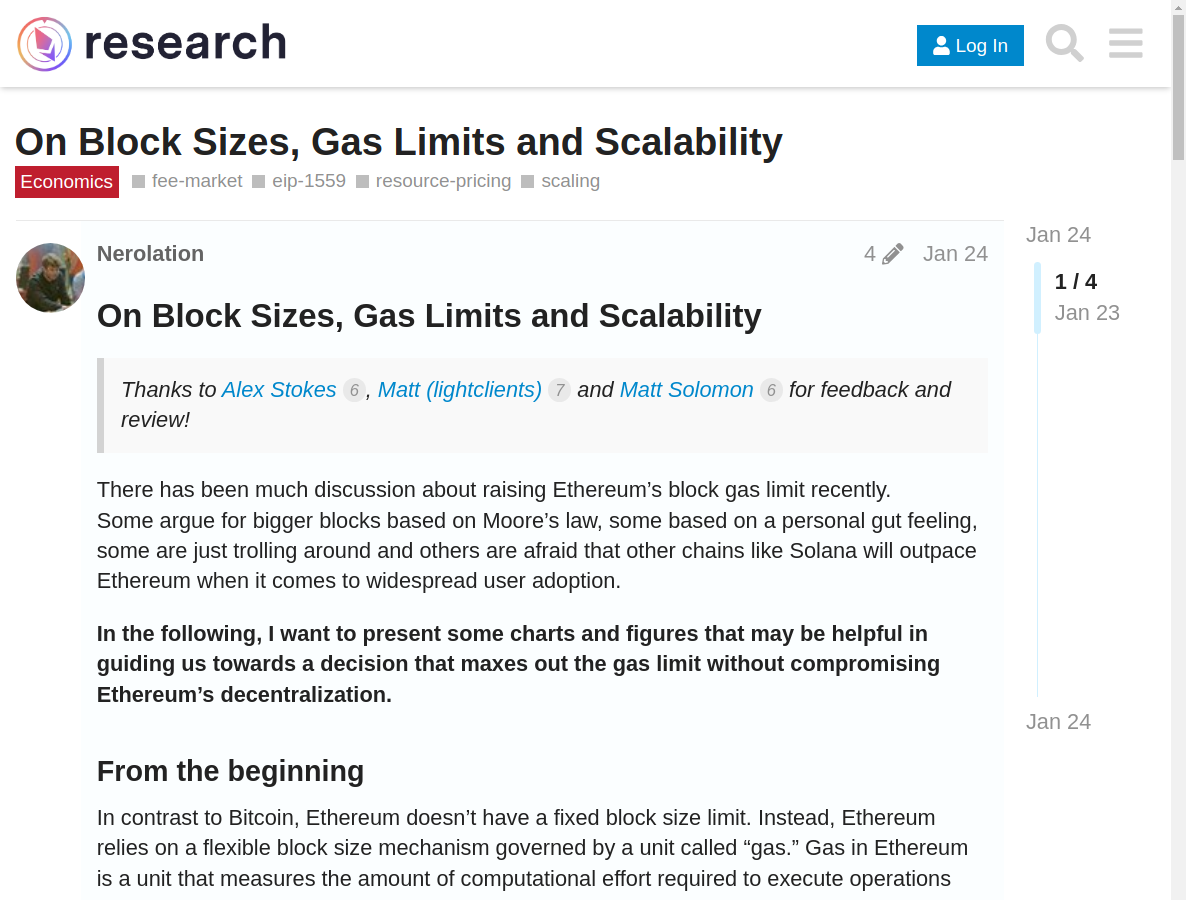 research
Log In
On Block Sizes, Gas Limits and Scalability
Economics fee-market eip-1559 resource-pricing scaling
Nerolation 4 Jan 24
On Block Sizes, Gas Limits and Scalability
Thanks to Alex Stokes 6, Matt (lightclients) 7 and Matt Solomon 6 for feedback and
review!
There has been much discussion about raising Ethereum’s block gas limit recently.
Some argue for bigger blocks based on Moore’s law, some based on a personal gut feeling,
some are just trolling around and others are afraid that other chains like Solana will outpace
Ethereum when it comes to widespread user adoption.
In the following, I want to present some charts and figures that may be helpful in
guiding us towards a decision that maxes out the gas limit without compromising
Ethereum’s decentralization.
From the beginning
In contrast to Bitcoin, Ethereum doesn’t have a fixed block size limit. Instead, Ethereum
relies on a flexible block size mechanism governed by a unit called “gas.” Gas in Ethereum
is a unit that measures the amount of computational effort required to execute operations
Jan 24
1 / 4
Jan 23
Jan 24